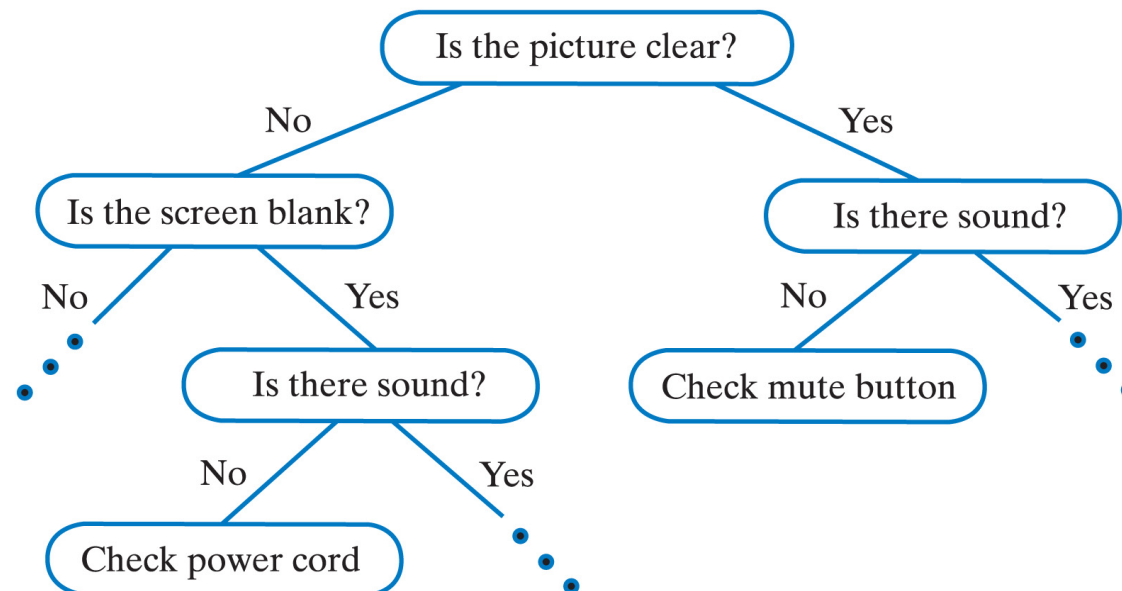 Is the picture clear?
No
Yes
Is the screen blank?
Is there sound?
No
Yes
No
Yes
Is there sound?
Check mute button
No
Yes
Check power cord